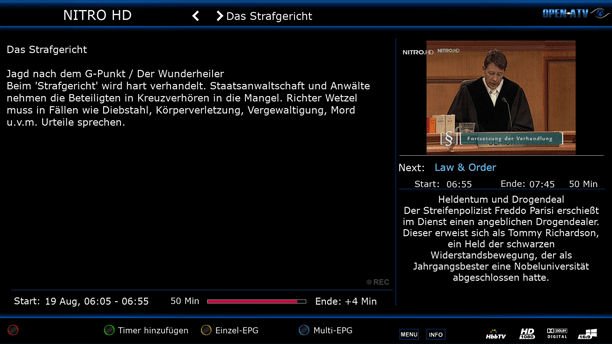 NITRO HD
Das Strafgericht
OPEN-ATV
Das Strafgericht
Jagd nach dem G-Punkt / Der Wunderheiler
Beim 'Strafgericht' wird hart verhandelt. Staatsanwaltschaft und Anwälte
nehmen die Beteiligten in Kreuzverhören in die Mangel. Richter Wetzel
muss in Fällen wie Diebstahl, Körperverletzung, Vergewaltigung, Mord
u.v.m. Urteile sprechen.
REC
Start: 19 Aug, 06:05 - 06:55
50 Min
Ende: +4 Min
NITRO HD NITRO HD
§ Fortsetzung der Verhandlung
Next: Law & Order
Start: 06:55 Ende: 07:45 50 Min
Heldentum und Drogendeal
Der Streifenpolizist Freddo Parisi erschießt
im Dienst einen angeblichen Drogendealer.
Dieser erweist sich als Tommy Richardson,
ein Held der schwarzen
Widerstandsbewegung, der als
Jahrgangsbester eine Nobeluniversität
abgeschlossen hatte.
Timer hinzufügen
Einzel-EPG
Multi-EPG
MENU
INFO
HbbTV
HD
1080
DOLBY
DIGITAL
16:9